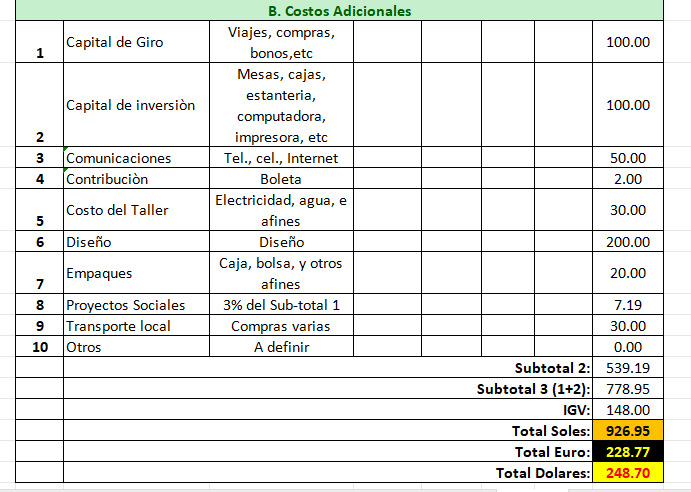 B. Costos Adicionales
1 Capital de Giro Viajes, compras, bonos,etc 100.00
2 Capital de inversiòn Mesas, cajas, estanteria, computadora, impresora, etc 100.00
3 Comunicaciones Tel., cel., Internet 50.00
4 Contribuciòn Boleta 2.00
5 Costo del Taller Electricidad, agua, e afines 30.00
6 Diseño Diseño 200.00
7 Empaques Caja, bolsa, y otros afines 20.00
8 Proyectos Sociales 3% del Sub-total 1 7.19
9 Transporte local Compras varias 30.00
10 Otros A definir 0.00
Subtotal 2: 539.19
Subtotal 3 (1+2): 778.95
IGV: 148.00
Total Soles: 926.95
Total Euro: 228.77
Total Dolares: 248.70